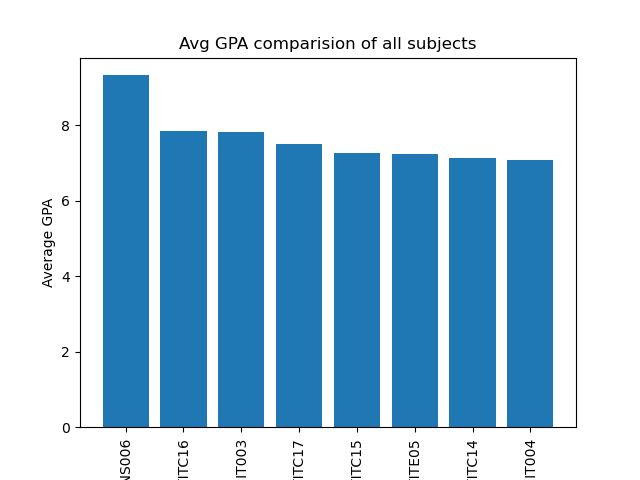 Avg GPA comparision of all subjects
Average GPA
8
6
4
2
0
NS006
ITC16
IT003
ITC17
ITC15
ITE05
ITC14
IT004